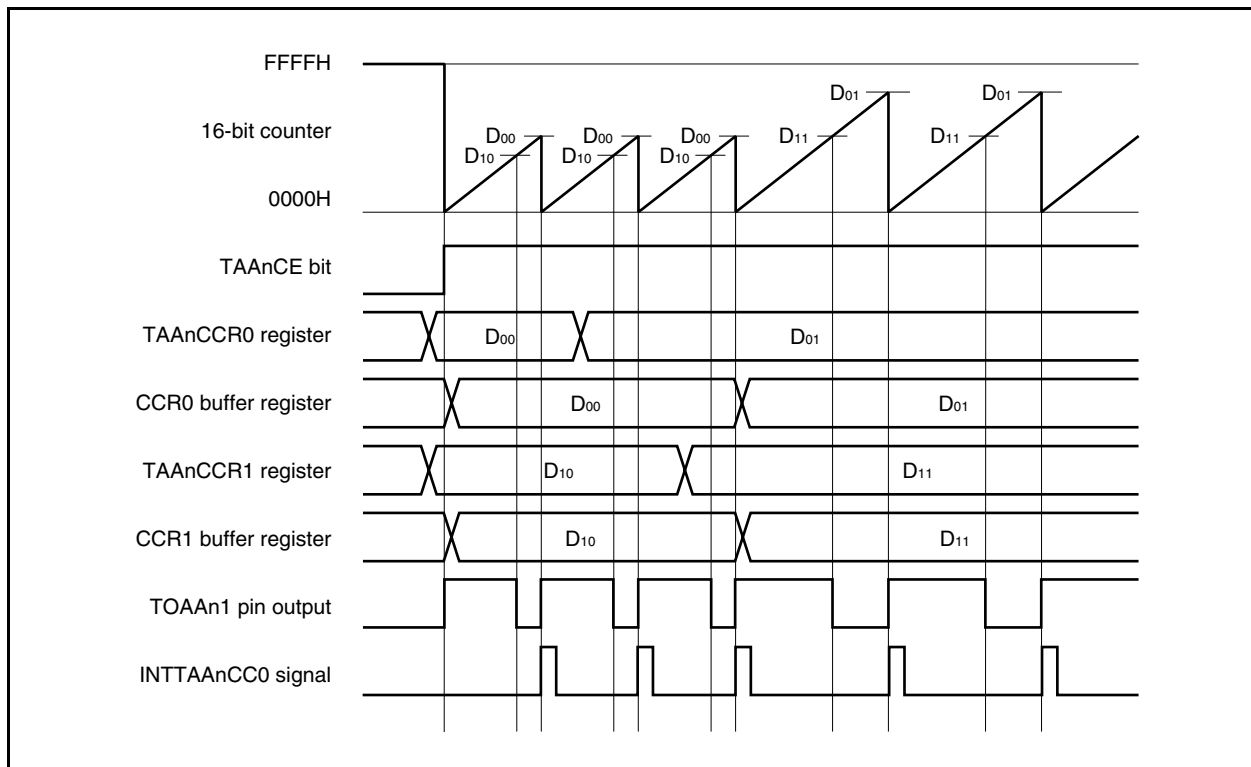 FFFFH
D01 D01
16-bit counter D00 D00 D00 D11 D11
D10 D10 D10
0000H
TAAnCE bit
TAAnCCR0 register D00 D01
CCR0 buffer register D00 D01
TAAnCCR1 register D10 D11
CCR1 buffer register D10 D11
TOAAn1 pin output
INTTAAnCC0 signal